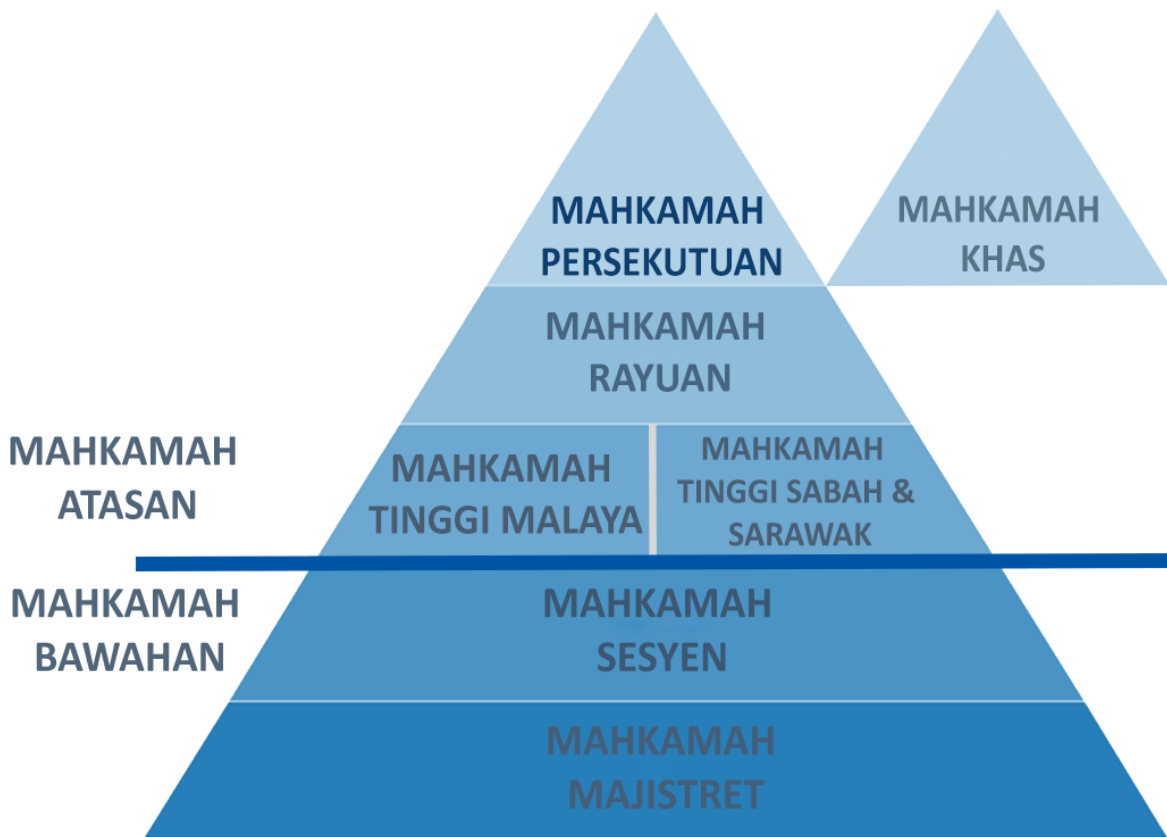 MAHKAMAH
PERSEKUTUAN
MAHKAMAH
KHAS
MAHKAMAH
RAYUAN
MAHKAMAH
ATASAN
MAHKAMAH
TINGGI MALAYA
MAHKAMAH
TINGGI SABAH &
SARAWAK
MAHKAMAH
BAWAHAN
MAHKAMAH
SESYEN
MAHKAMAH
MAJISTRET